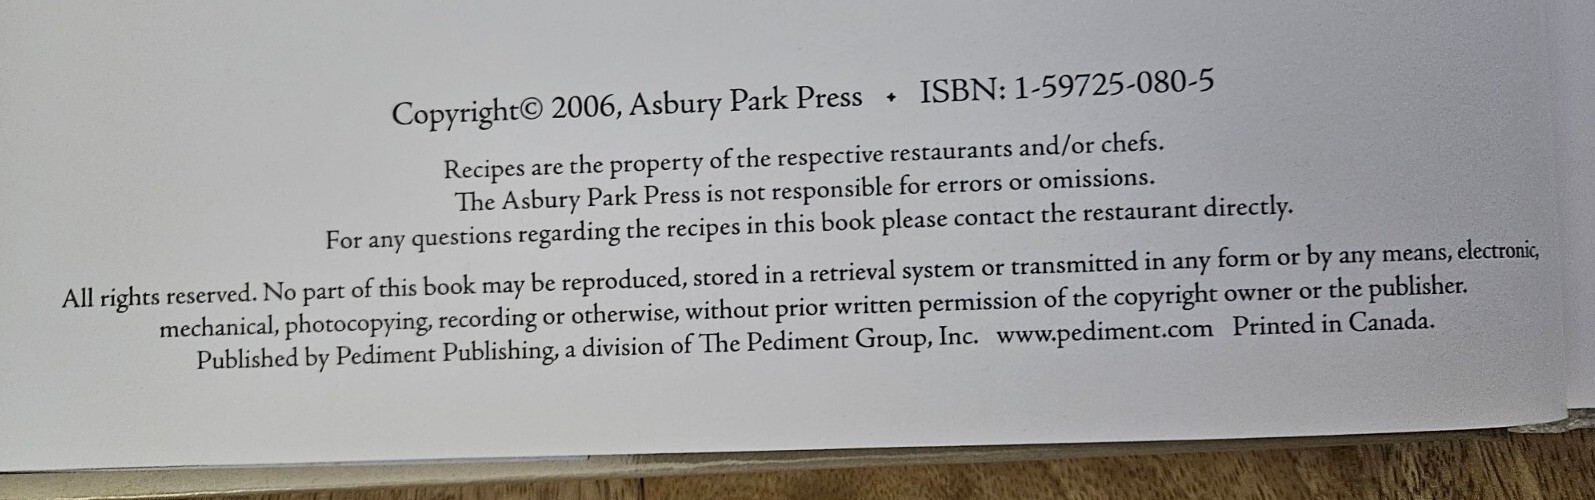 Copyright© 2006, Asbury Park Press ✦ ISBN: 1-59725-080-5
Recipes are the property of the respective restaurants and/or chefs.
The Asbury Park Press is not responsible for errors or omissions.
For any questions regarding the recipes in this book please contact the restaurant directly.
All rights reserved. No part of this book may be reproduced, stored in a retrieval system or transmitted in any form or by any means, electronic,
mechanical, photocopying, recording or otherwise, without prior written permission of the copyright owner or the publisher.
Published by Pediment Publishing, a division of The Pediment Group, Inc. www.pediment.com Printed in Canada.